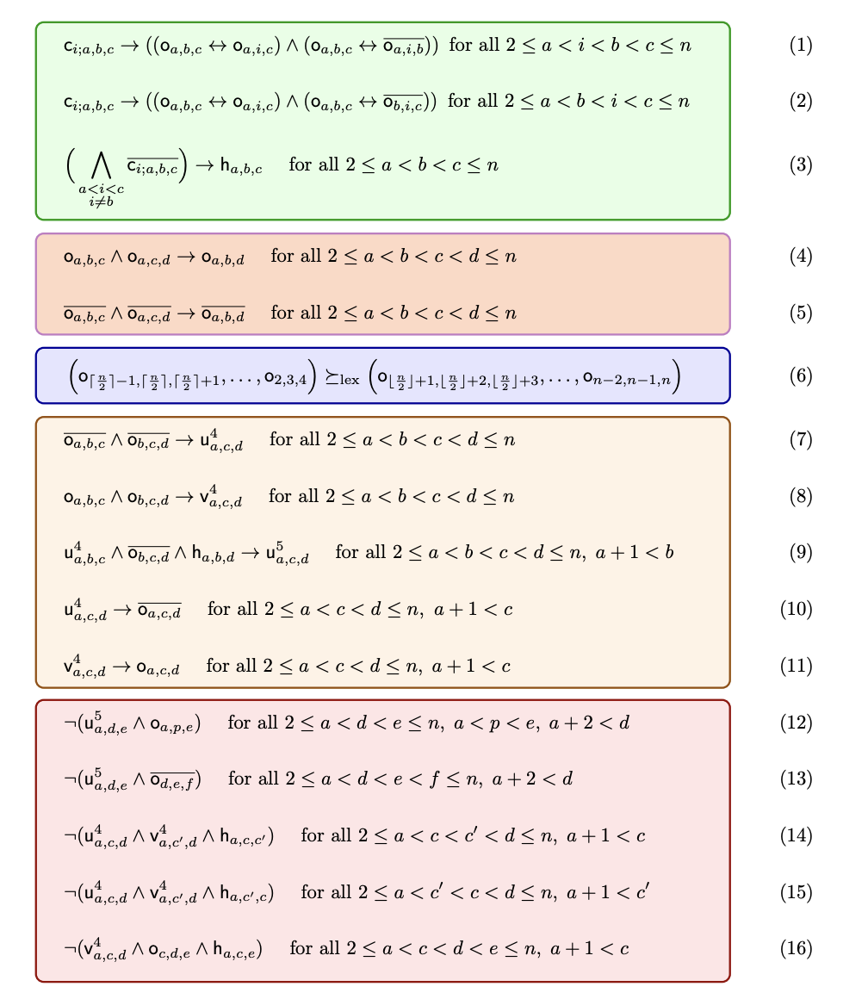 c_{i;a,b,c} → ((o_{a,b,c} ↔ o_{a,i,c}) ∧ (o_{a,b,c} ↔ \overline{o_{a,i,b}})) for all 2 ≤ a < i < b < c ≤ n (1)
c_{i;a,b,c} → ((o_{a,b,c} ↔ o_{a,i,c}) ∧ (o_{a,b,c} ↔ \overline{o_{b,i,c}})) for all 2 ≤ a < b < i < c ≤ n (2)
(⋀_{a<i<c, i≠b} \overline{c_{i;a,b,c}}) → h_{a,b,c} for all 2 ≤ a < b < c ≤ n (3)
o_{a,b,c} ∧ o_{a,c,d} → o_{a,b,d} for all 2 ≤ a < b < c < d ≤ n (4)
\overline{o_{a,b,c}} ∧ \overline{o_{a,c,d}} → \overline{o_{a,b,d}} for all 2 ≤ a < b < c < d ≤ n (5)
(o_{⌈n/2⌉−1,⌈n/2⌉,⌈n/2⌉+1}, …, o_{2,3,4}) ⪰_{lex} (o_{⌊n/2⌋+1,⌊n/2⌋+2,⌊n/2⌋+3}, …, o_{n−2,n−1,n}) (6)
\overline{o_{a,b,c}} ∧ \overline{o_{b,c,d}} → u^4_{a,c,d} for all 2 ≤ a < b < c < d ≤ n (7)
o_{a,b,c} ∧ o_{b,c,d} → v^4_{a,c,d} for all 2 ≤ a < b < c < d ≤ n (8)
u^4_{a,b,c} ∧ \overline{o_{b,c,d}} ∧ h_{a,b,d} → u^5_{a,c,d} for all 2 ≤ a < b < c < d ≤ n, a + 1 < b (9)
u^4_{a,c,d} → \overline{o_{a,c,d}} for all 2 ≤ a < c < d ≤ n, a + 1 < c (10)
v^4_{a,c,d} → o_{a,c,d} for all 2 ≤ a < c < d ≤ n, a + 1 < c (11)
¬(u^5_{a,d,e} ∧ o_{a,p,e}) for all 2 ≤ a < d < e ≤ n, a < p < e, a + 2 < d (12)
¬(u^5_{a,d,e} ∧ \overline{o_{d,e,f}}) for all 2 ≤ a < d < e < f ≤ n, a + 2 < d (13)
¬(u^4_{a,c,d} ∧ v^4_{a,c′,d} ∧ h_{a,c,c′}) for all 2 ≤ a < c < c′ < d ≤ n, a + 1 < c (14)
¬(u^4_{a,c,d} ∧ v^4_{a,c′,d} ∧ h_{a,c′,c}) for all 2 ≤ a < c′ < c < d ≤ n, a + 1 < c′ (15)
¬(v^4_{a,c,d} ∧ o_{c,d,e} ∧ h_{a,c,e}) for all 2 ≤ a < c < d < e ≤ n, a + 1 < c (16)